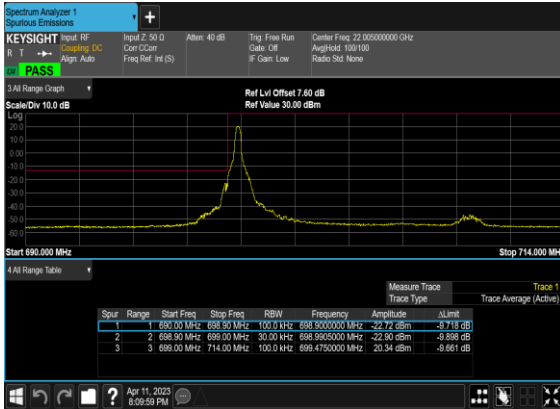 Spectrum Analyzer 1
Spurious Emissions
KEYSIGHT
R T
Input: RF
Coupling: DC
Align: Auto
Input Z: 50 Ω
Corr CCorr
Freq Ref: Int (S)
Atten: 40 dB
Trig: Free Run
Gate: Off
IF Gain: Low
Center Freq: 22.005000000 GHz
Avg|Hold: 100/100
Radio Std: None
PASS
3 All Range Graph
Scale/Div 10.0 dB
Ref Lvl Offset 7.60 dB
Ref Value 30.00 dBm
Log
20.0
10.0
0.00
-10.0
-20.0
-30.0
-40.0
-50.0
-60.0
Start 690.000 MHz
Stop 714.000 MH
4 All Range Table
Measure Trace Trace 1
Trace Type Trace Average (Active)
Spur Range Start Freq Stop Freq RBW Frequency Amplitude ΔLimit
1 1 690.00 MHz 698.90 MHz 100.0 kHz 698.9000000 MHz -22.72 dBm -9.718 dB
2 2 698.90 MHz 699.00 MHz 30.00 kHz 698.9905000 MHz -22.90 dBm -9.898 dB
3 3 699.00 MHz 714.00 MHz 100.0 kHz 699.4750000 MHz 20.34 dBm -9.661 dB
Apr 11, 2023
8:09:59 PM